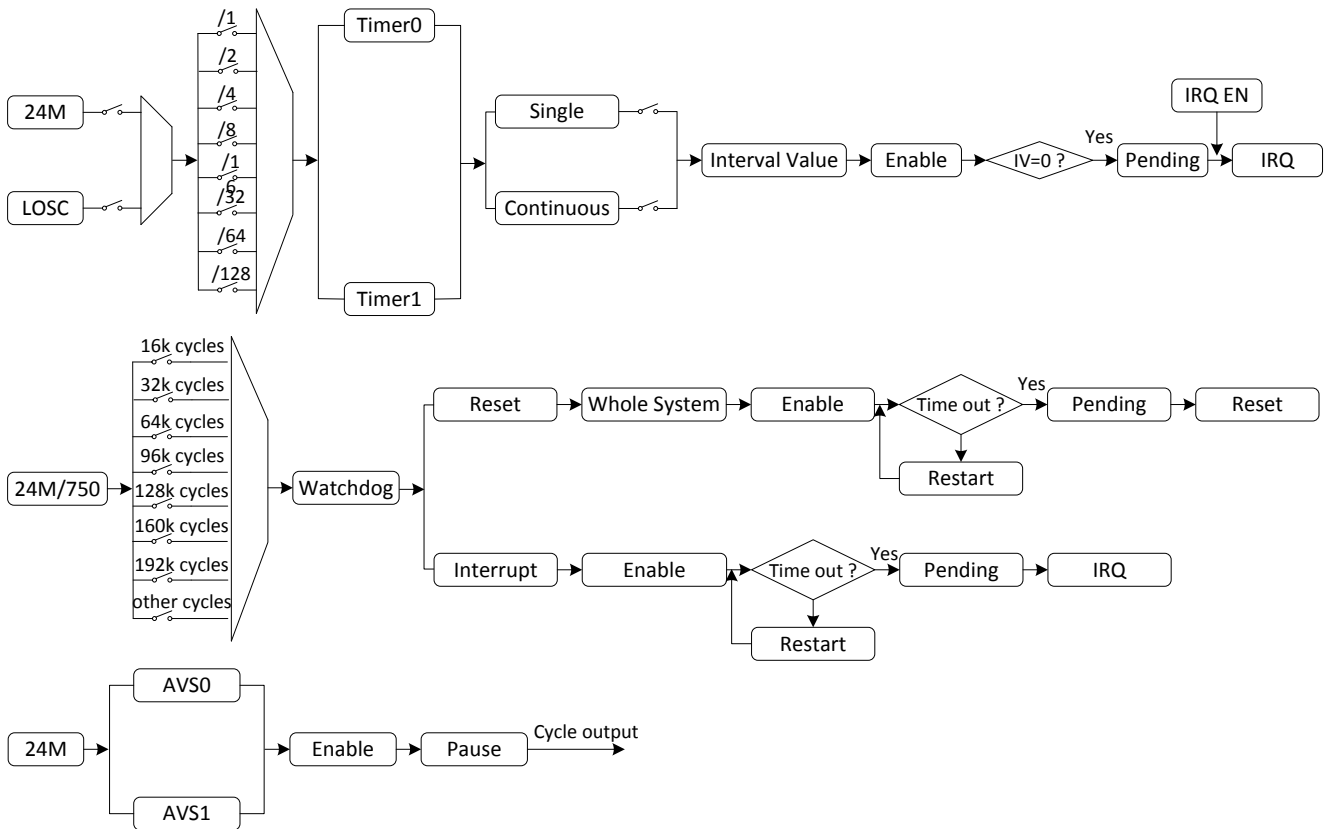 /1
/2
/4
/8
/1
6
/32
/64
/128
24M
LOSC
Timer0
Timer1
Single
Continuous
Interval Value
Enable
IV=0 ?
Yes
Pending
IRQ EN
IRQ
16k cycles
32k cycles
64k cycles
96k cycles
128k cycles
160k cycles
192k cycles
other cycles
24M/750
Watchdog
Reset
Whole System
Enable
Time out ?
Yes
Pending
Reset
Restart
Interrupt
Enable
Time out ?
Yes
Pending
IRQ
Restart
24M
AVS0
AVS1
Enable
Pause
Cycle output